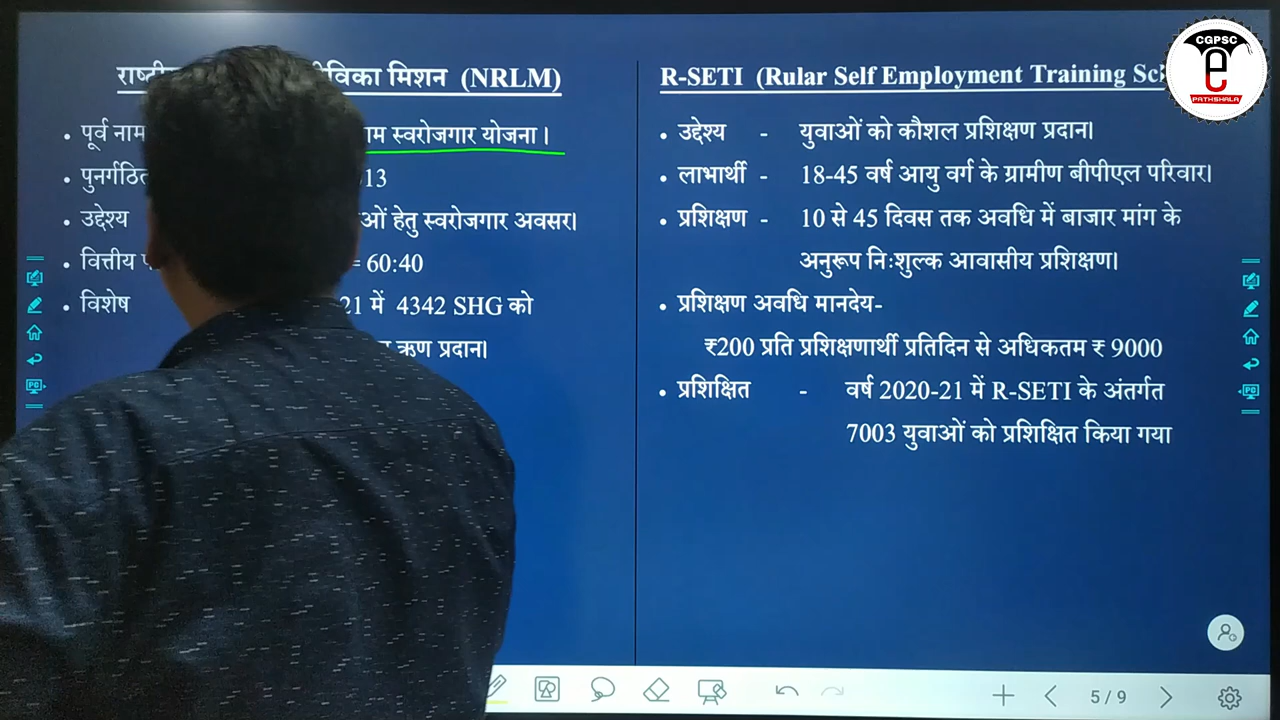 विका मिशन (NRLM)
पूर्व नाम
स्वरोजगार योजना।
पुनर्गठित
13
उद्देश्य
ओं हेतु स्वरोजगार अवसर।
वित्तीय
= 60:40
विशेष
21 में 4342 SHG को
ऋण प्रदान।
R-SETI (Rular Self Employment Training
• उद्देश्य - युवाओं को कौशल प्रशिक्षण प्रदान।
• लाभार्थी - 18-45 वर्ष आयु वर्ग के ग्रामीण बीपीएल परिवार।
• प्रशिक्षण - 10 से 45 दिवस तक अवधि में बाजार मांग के
अनुरूप निःशुल्क आवासीय प्रशिक्षण।
• प्रशिक्षण अवधि मानदेय-
₹200 प्रति प्रशिक्षणार्थी प्रतिदिन से अधिकतम ₹ 9000
• प्रशिक्षित - वर्ष 2020-21 में R-SETI के अंतर्गत
7003 युवाओं को प्रशिक्षित किया गया
CGPSC
e
PATHSHALA
PC
PC
5 / 9